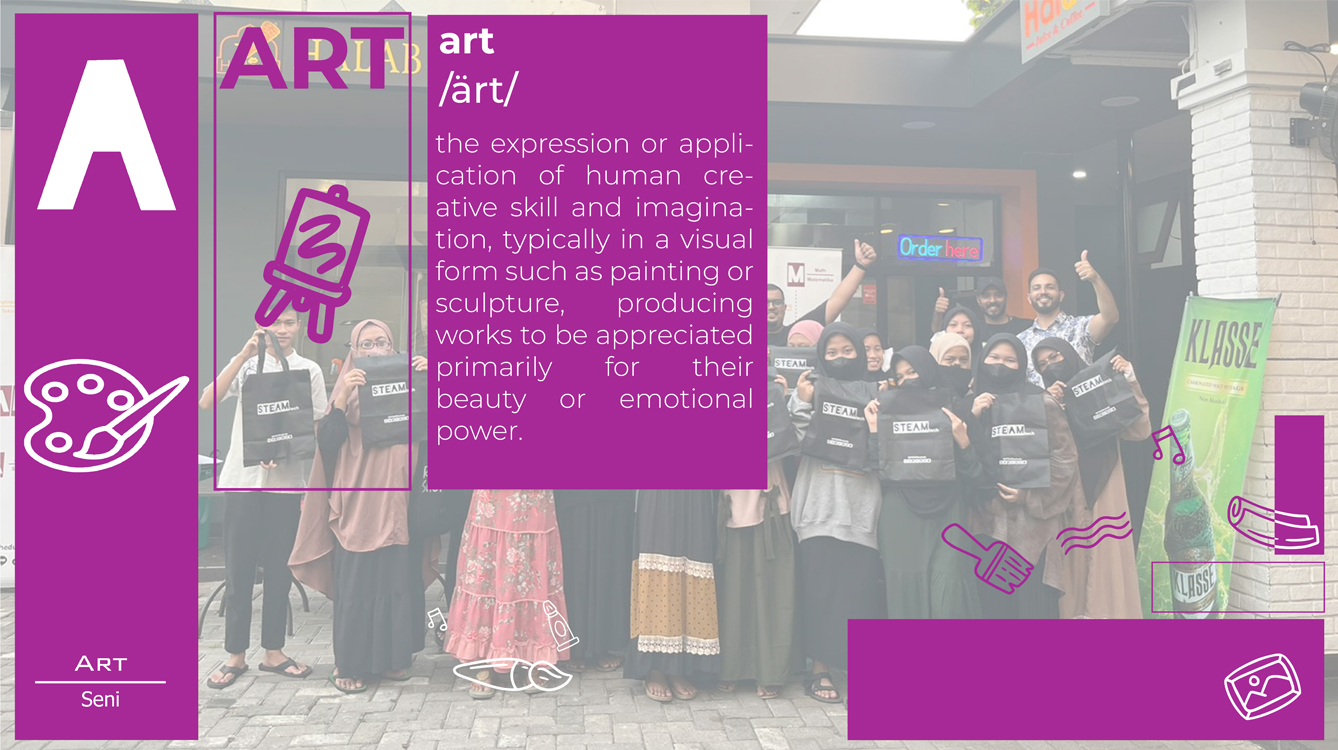 A
ART
Art
Seni
art
/ärt/
the expression or appli-
cation of human cre-
ative skill and imagina-
tion, typically in a visual
form such as painting or
sculpture, producing
works to be appreciated
primarily for their
beauty or emotional
power.
Order here
M
STEAM
STEAM
STEAM
STEAM
STEAM
STEAM
STEAM
KLASSE
KLASSE